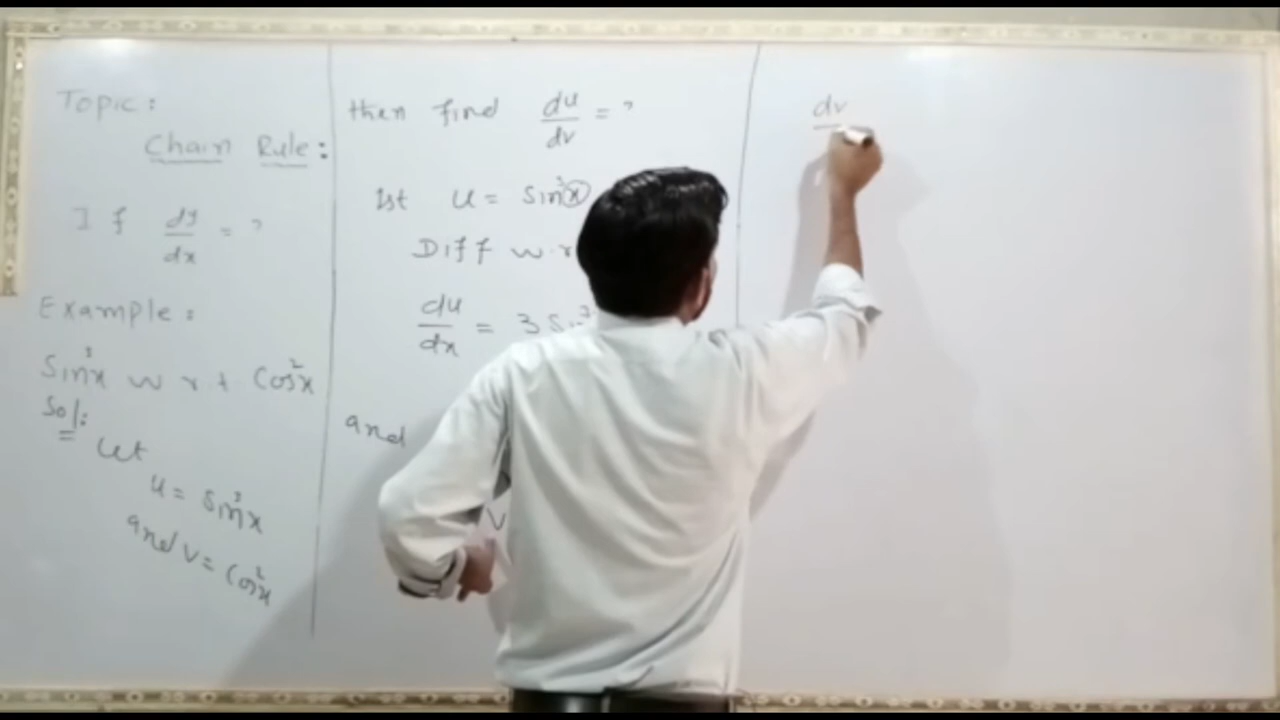 Topic:
Chain Rule:
If dy/dx = ?
Example:
Sin³x w r t Cos²x
Sol:
Let
u = Sin³x
and v = Cos²x
then find du/dv = ?
1st u = Sin³x
Diff w.r
du/dx = 3 Sin²
and
v
dv